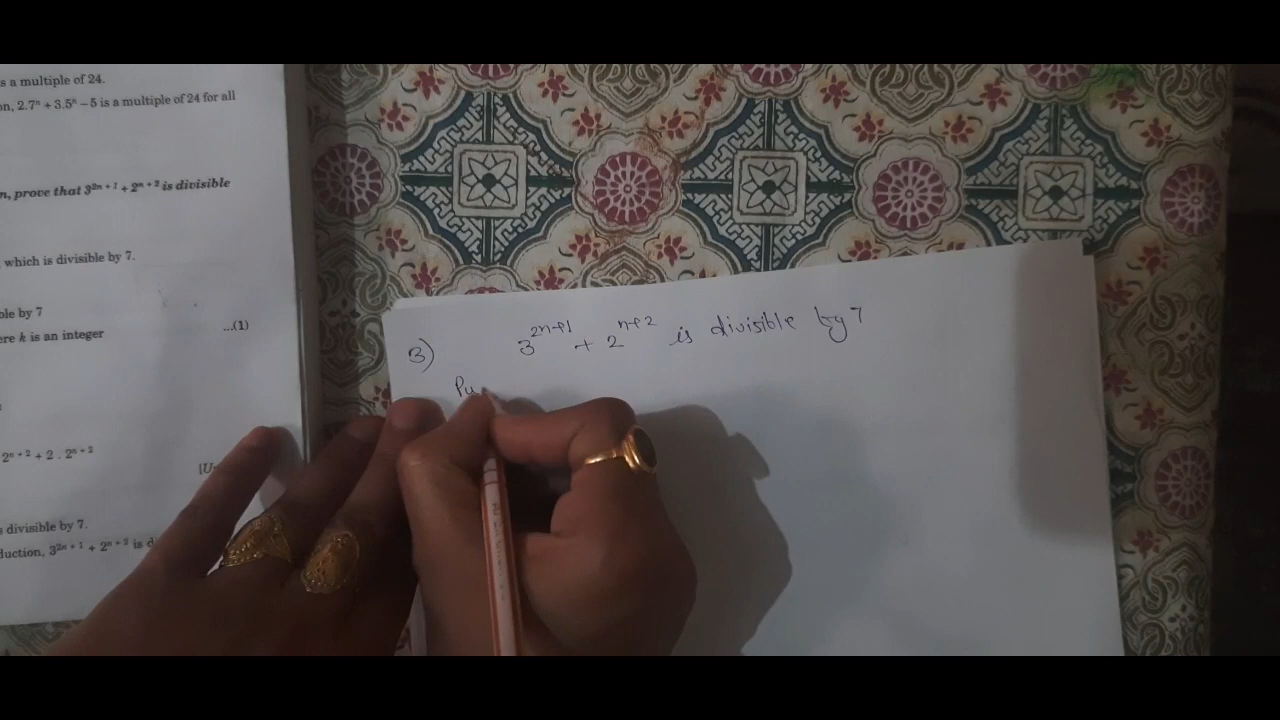 s a multiple of 24.
on, 2.7ⁿ + 3.5ⁿ – 5 is a multiple of 24 for all
n, prove that 3²ⁿ⁺¹ + 2ⁿ⁺² is divisible
which is divisible by 7.
ble by 7
ere k is an integer ...(1)
2ⁿ⁺² + 2 . 2ⁿ⁺²
[U
s divisible by 7.
duction, 3²ⁿ⁺¹ + 2ⁿ⁺² is d
3) 3²ⁿ⁺¹ + 2ⁿ⁺² is divisible by 7
Pu